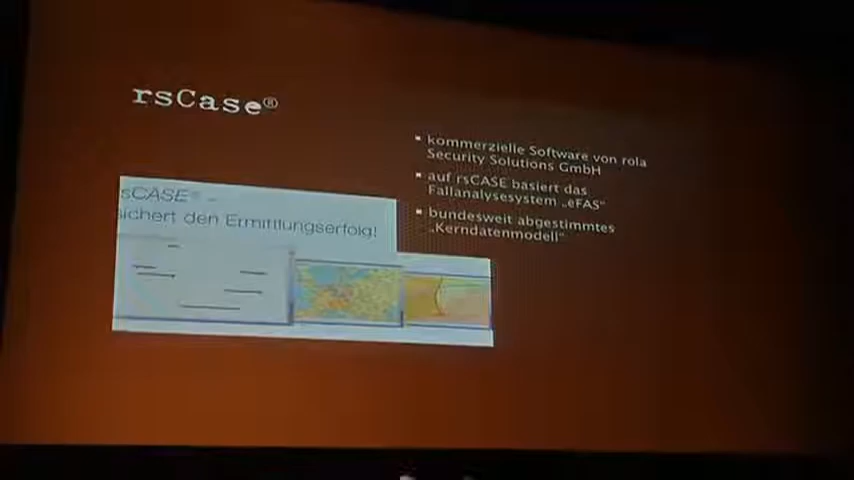 rsCase®
kommerzielle Software von rola
Security Solutions GmbH
auf rsCASE basiert das
Fallanalysesystem „eFAS“
bundesweit abgestimmtes
„Kerndatenmodell“
sCASE® -
sichert den Ermittlungserfolg!